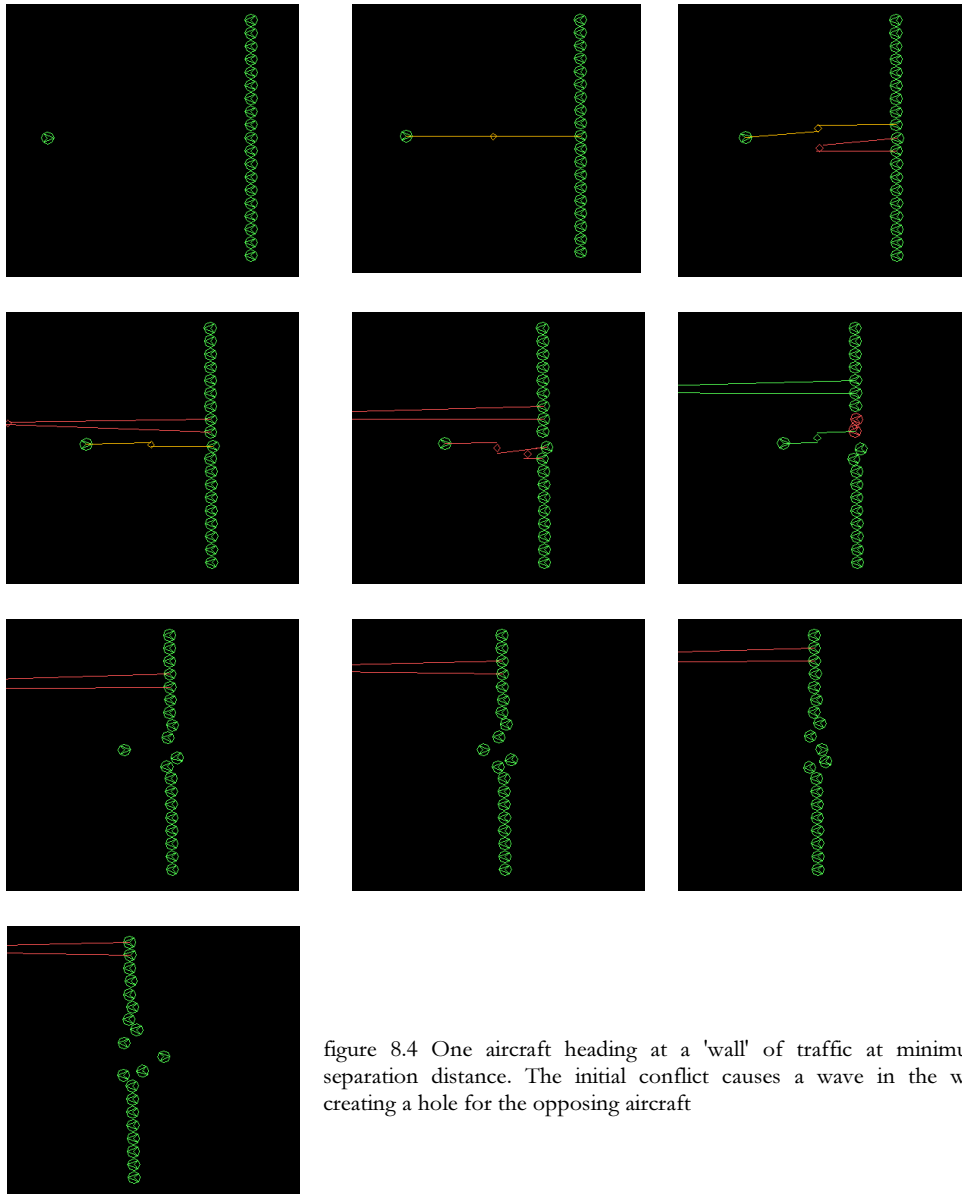 figure 8.4 One aircraft heading at a 'wall' of traffic at minimu
separation distance. The initial conflict causes a wave in the w
creating a hole for the opposing aircraft